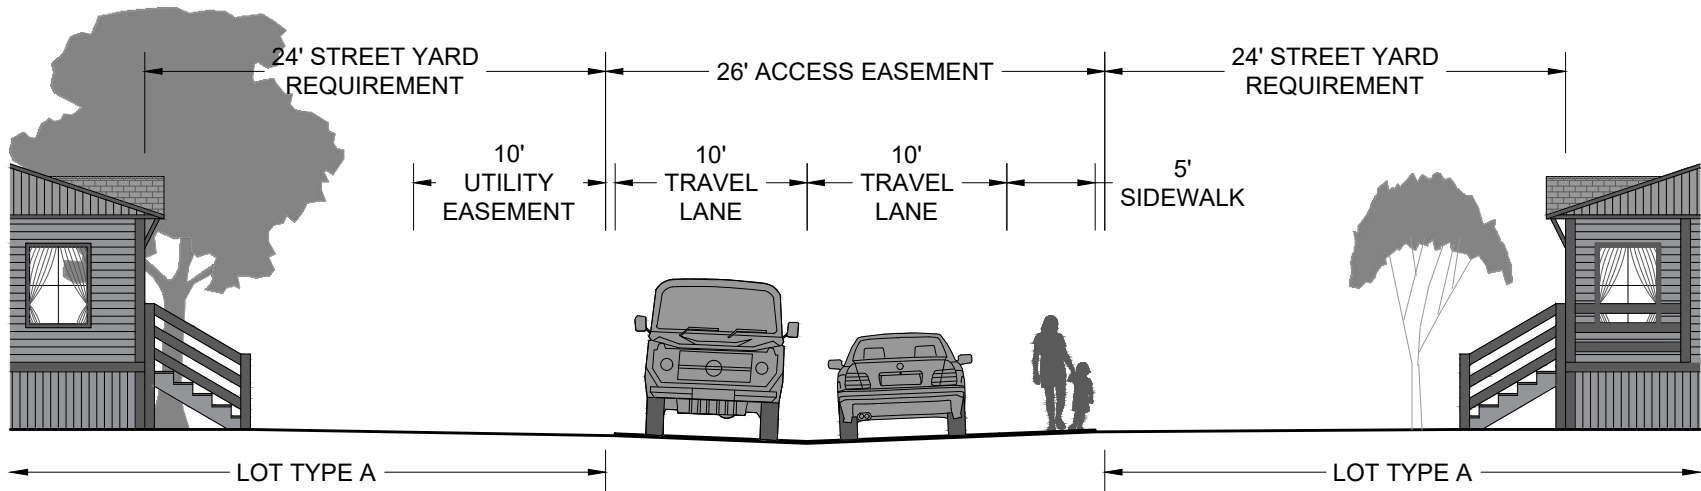 24' STREET YARD
REQUIREMENT
26' ACCESS EASEMENT
24' STREET YARD
REQUIREMENT
10'
UTILITY
EASEMENT
10'
TRAVEL
LANE
10'
TRAVEL
LANE
5'
SIDEWALK
LOT TYPE A
LOT TYPE A